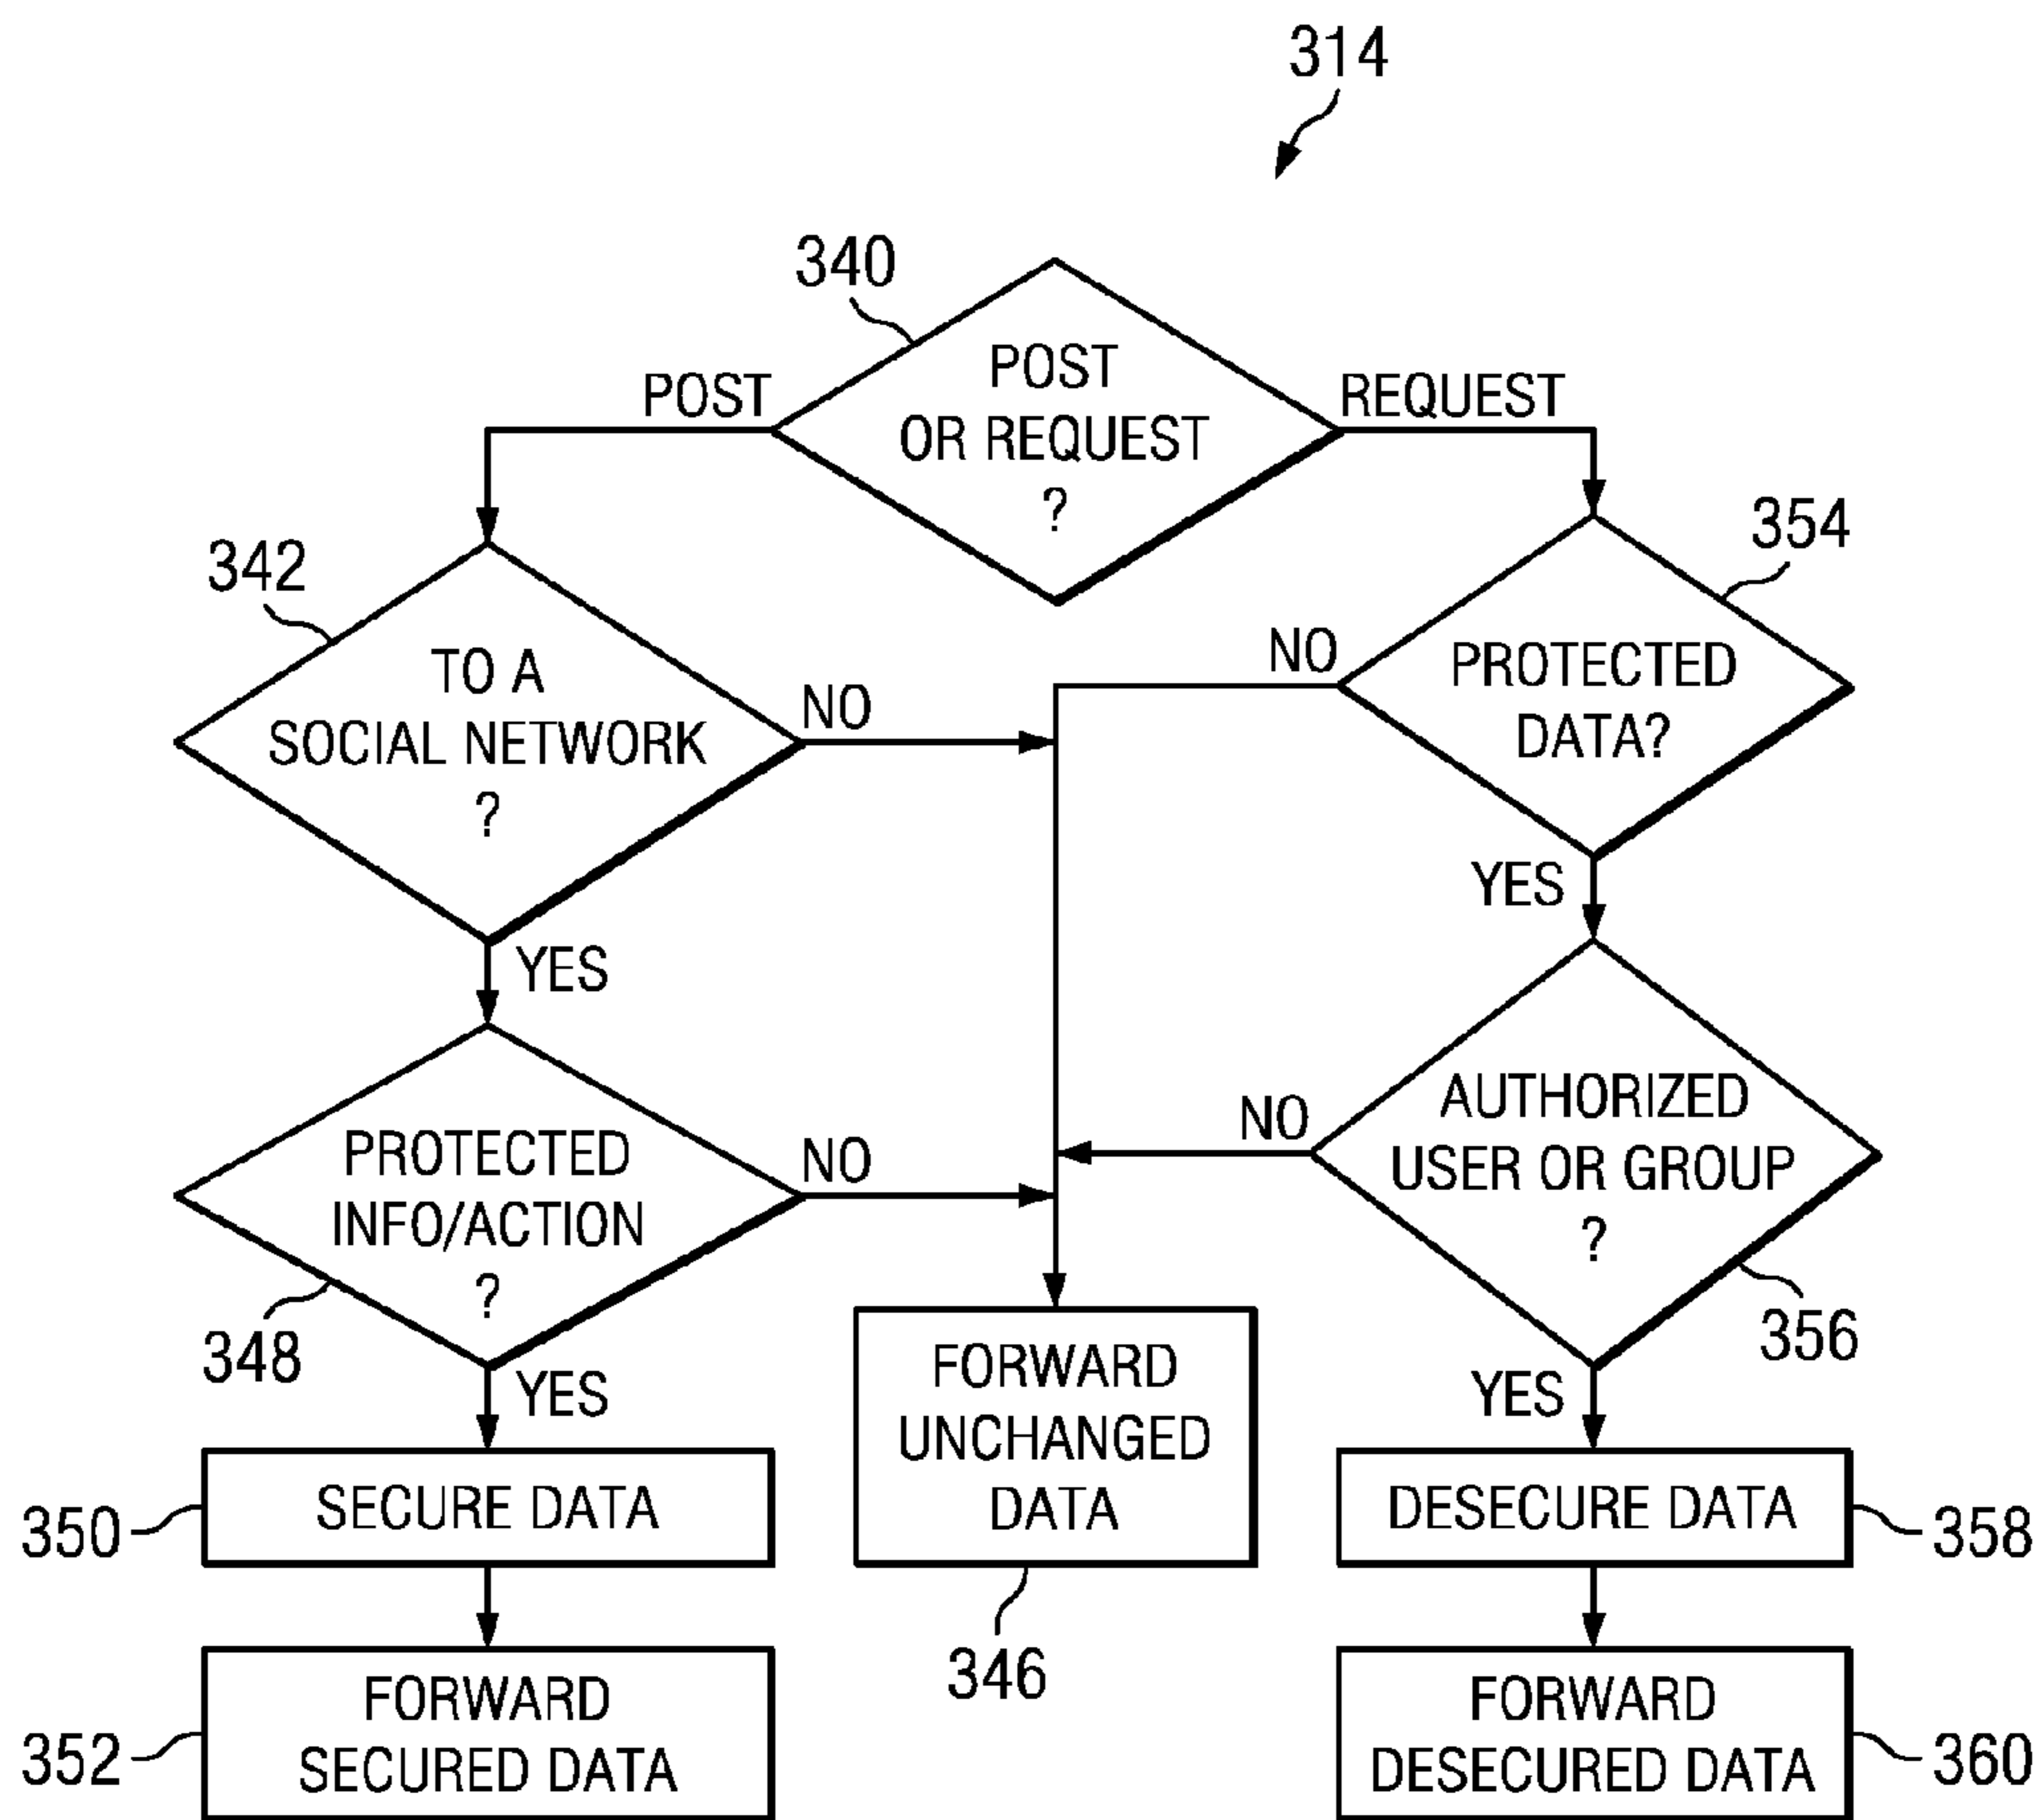 314
340
POST
OR REQUEST
?
POST
REQUEST
342
TO A
SOCIAL NETWORK
?
NO
YES
354
PROTECTED
DATA?
NO
YES
348
PROTECTED
INFO/ACTION
?
NO
YES
AUTHORIZED
USER OR GROUP
?
356
NO
YES
FORWARD
UNCHANGED
DATA
346
350
SECURE DATA
352
FORWARD
SECURED DATA
DESECURE DATA
358
FORWARD
DESECURED DATA
360